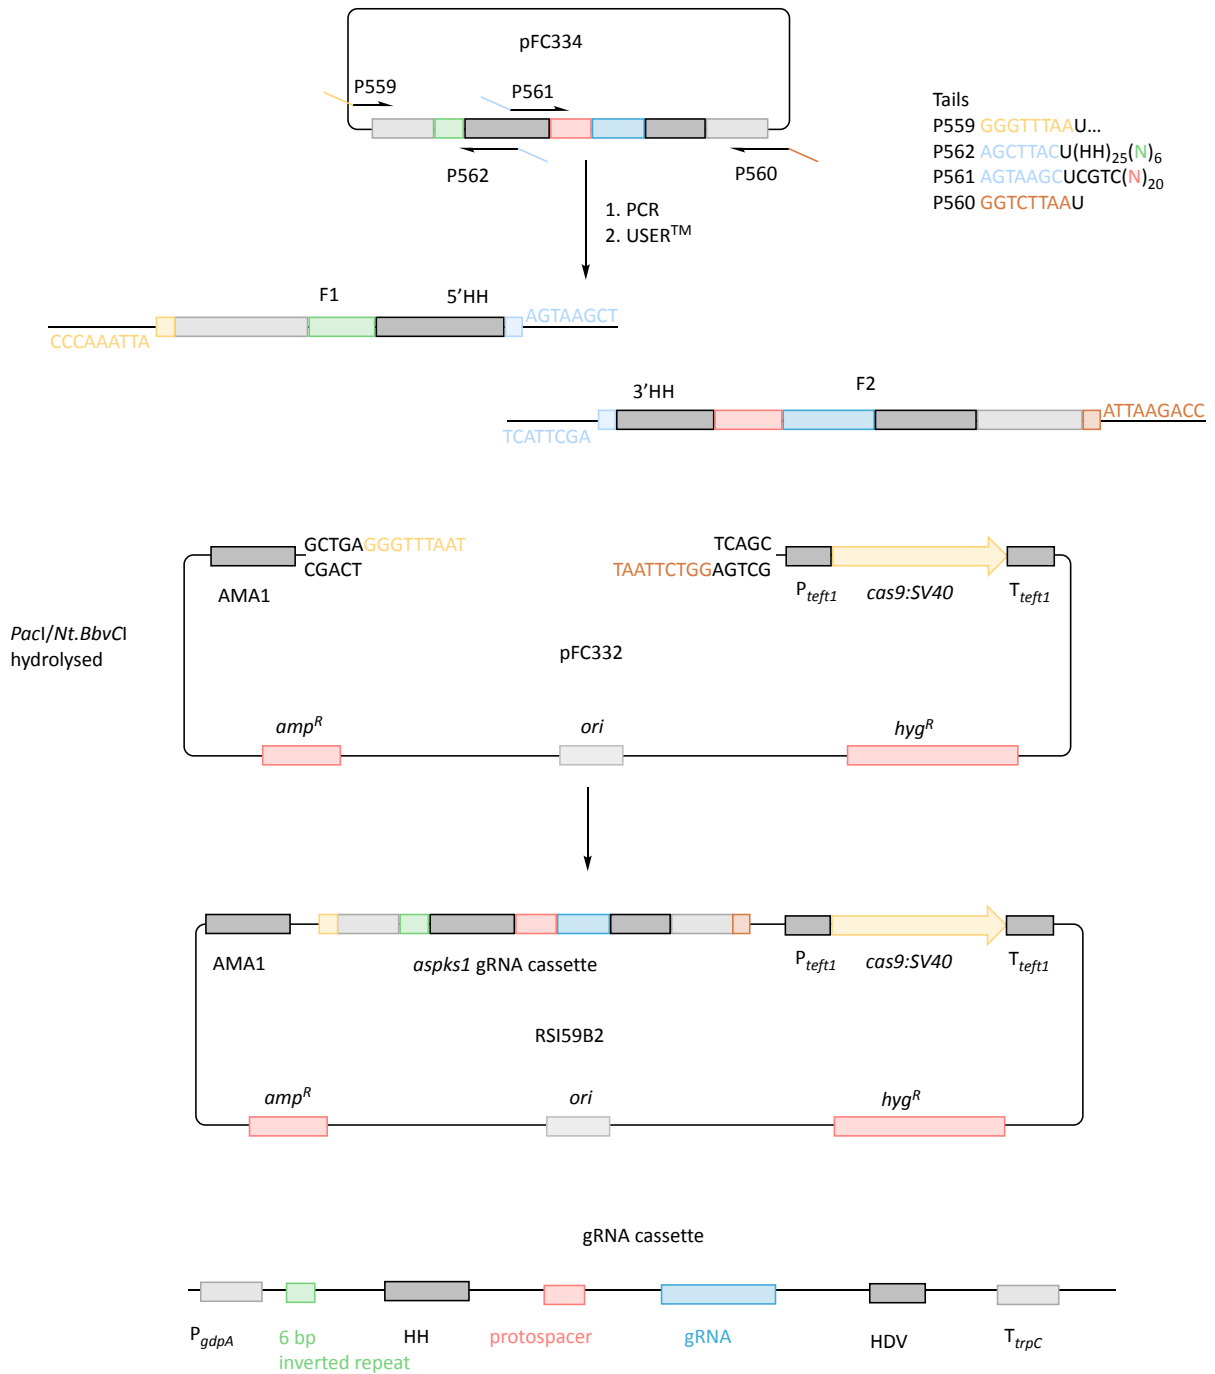 pFC334
P559
P561
P562
P560
Tails
P559 GGGTTTAAU...
P562 AGCTTACU(HH)25(N)6
P561 AGTAAGCUCGTC(N)20
P560 GGTCTTAAU
1. PCR
2. USER™
F1
5’HH
AGTAAGCT
CCCAAATTA
3’HH
F2
ATTAAGACC
TCATTCGA
GCTGAGGGTTTAAT
CGACT
AMA1
TCAGC
TAATTCTGGAGTCG
Pteft1
cas9:SV40
Tteft1
PacI/Nt.BbvCI
hydrolysed
pFC332
ampR
ori
hygR
AMA1
aspks1 gRNA cassette
Pteft1
cas9:SV40
Tteft1
RSI59B2
ampR
ori
hygR
gRNA cassette
PgdpA
6 bp
inverted repeat
HH
protospacer
gRNA
HDV
TtrpC